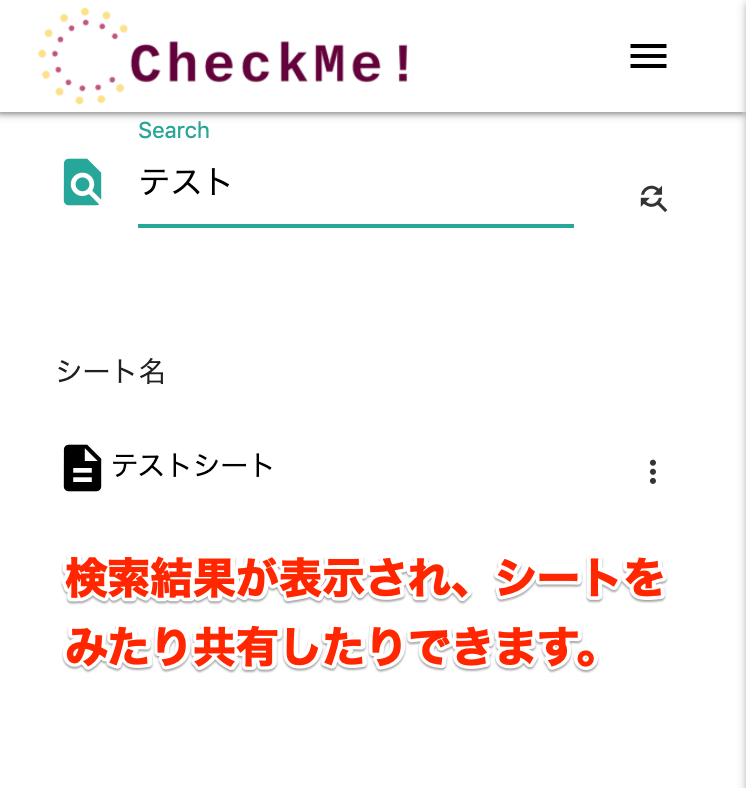 CheckMe!
Search
テスト
シート名
テストシート
検索結果が表示され、シートを
みたり共有したりできます。